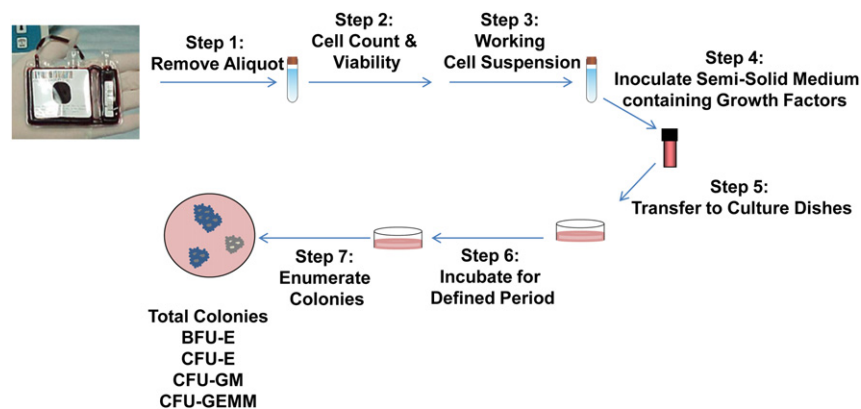 Step 1:
Remove Aliquot
Step 2:
Cell Count &
Viability
Step 3:
Working
Cell Suspension
Step 4:
Inoculate Semi-Solid Medium
containing Growth Factors
Step 5:
Transfer to Culture Dishes
Step 6:
Incubate for
Defined Period
Step 7:
Enumerate
Colonies
Total Colonies
BFU-E
CFU-E
CFU-GM
CFU-GEMM